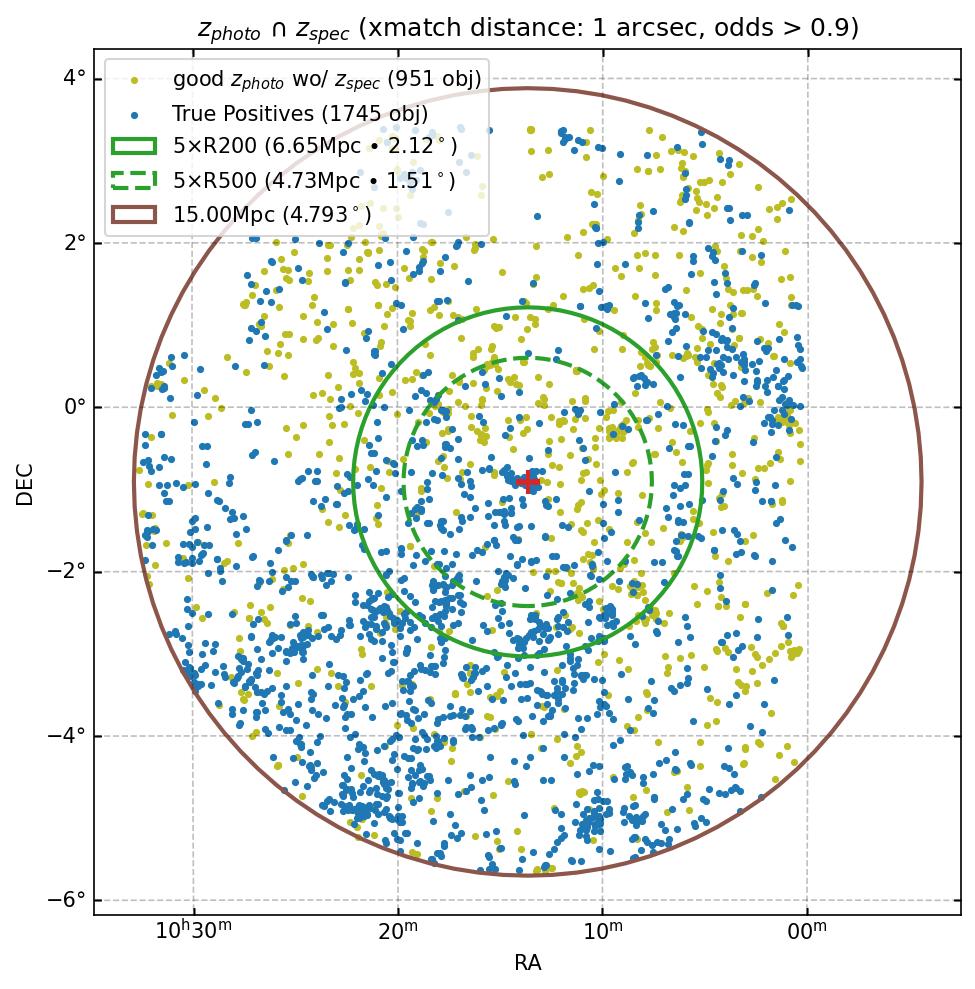 z_photo ∩ z_spec (xmatch distance: 1 arcsec, odds > 0.9)
good z_photo wo/ z_spec (951 obj)
True Positives (1745 obj)
5×R200 (6.65Mpc • 2.12°)
5×R500 (4.73Mpc • 1.51°)
15.00Mpc (4.793°)
4°
2°
0°
−2°
−4°
−6°
DEC
10ʰ30ᵐ 20ᵐ 10ᵐ 00ᵐ
RA